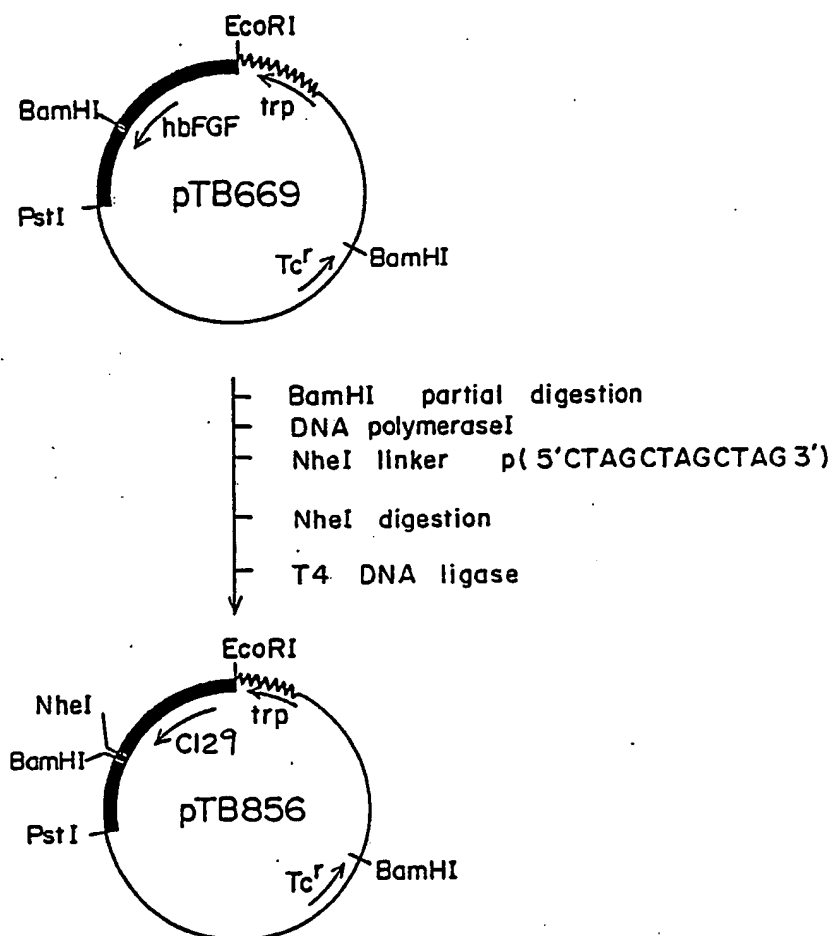 EcoRI
BamHI
trp
hbFGF
pTB669
PstI
Tcr
BamHI
BamHI partial digestion
DNA polymeraseI
NheI linker p(5'CTAGCTAGCTAG3')
NheI digestion
T4 DNA ligase
EcoRI
NheI
trp
BamHI
C129
pTB856
PstI
Tcr
BamHI